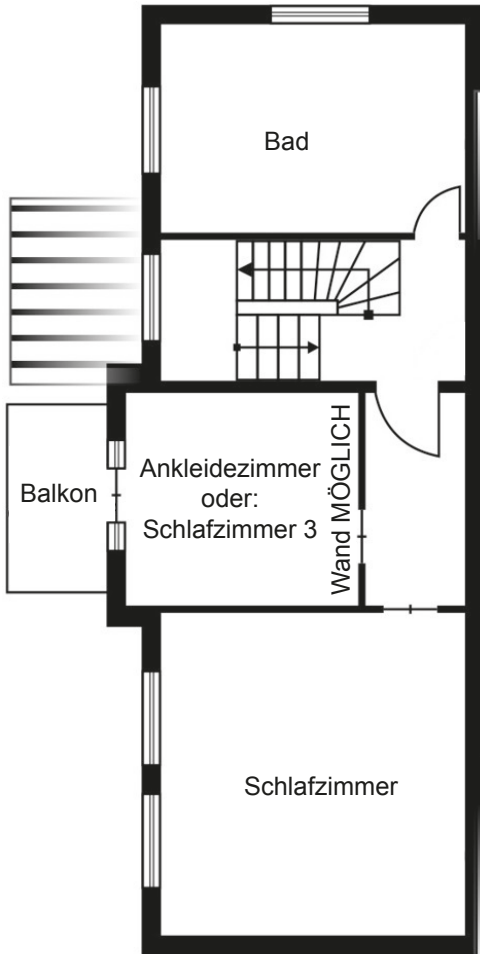 Bad
Balkon
Ankleidezimmer
oder:
Schlafzimmer 3
Wand MÖGLICH
Schlafzimmer